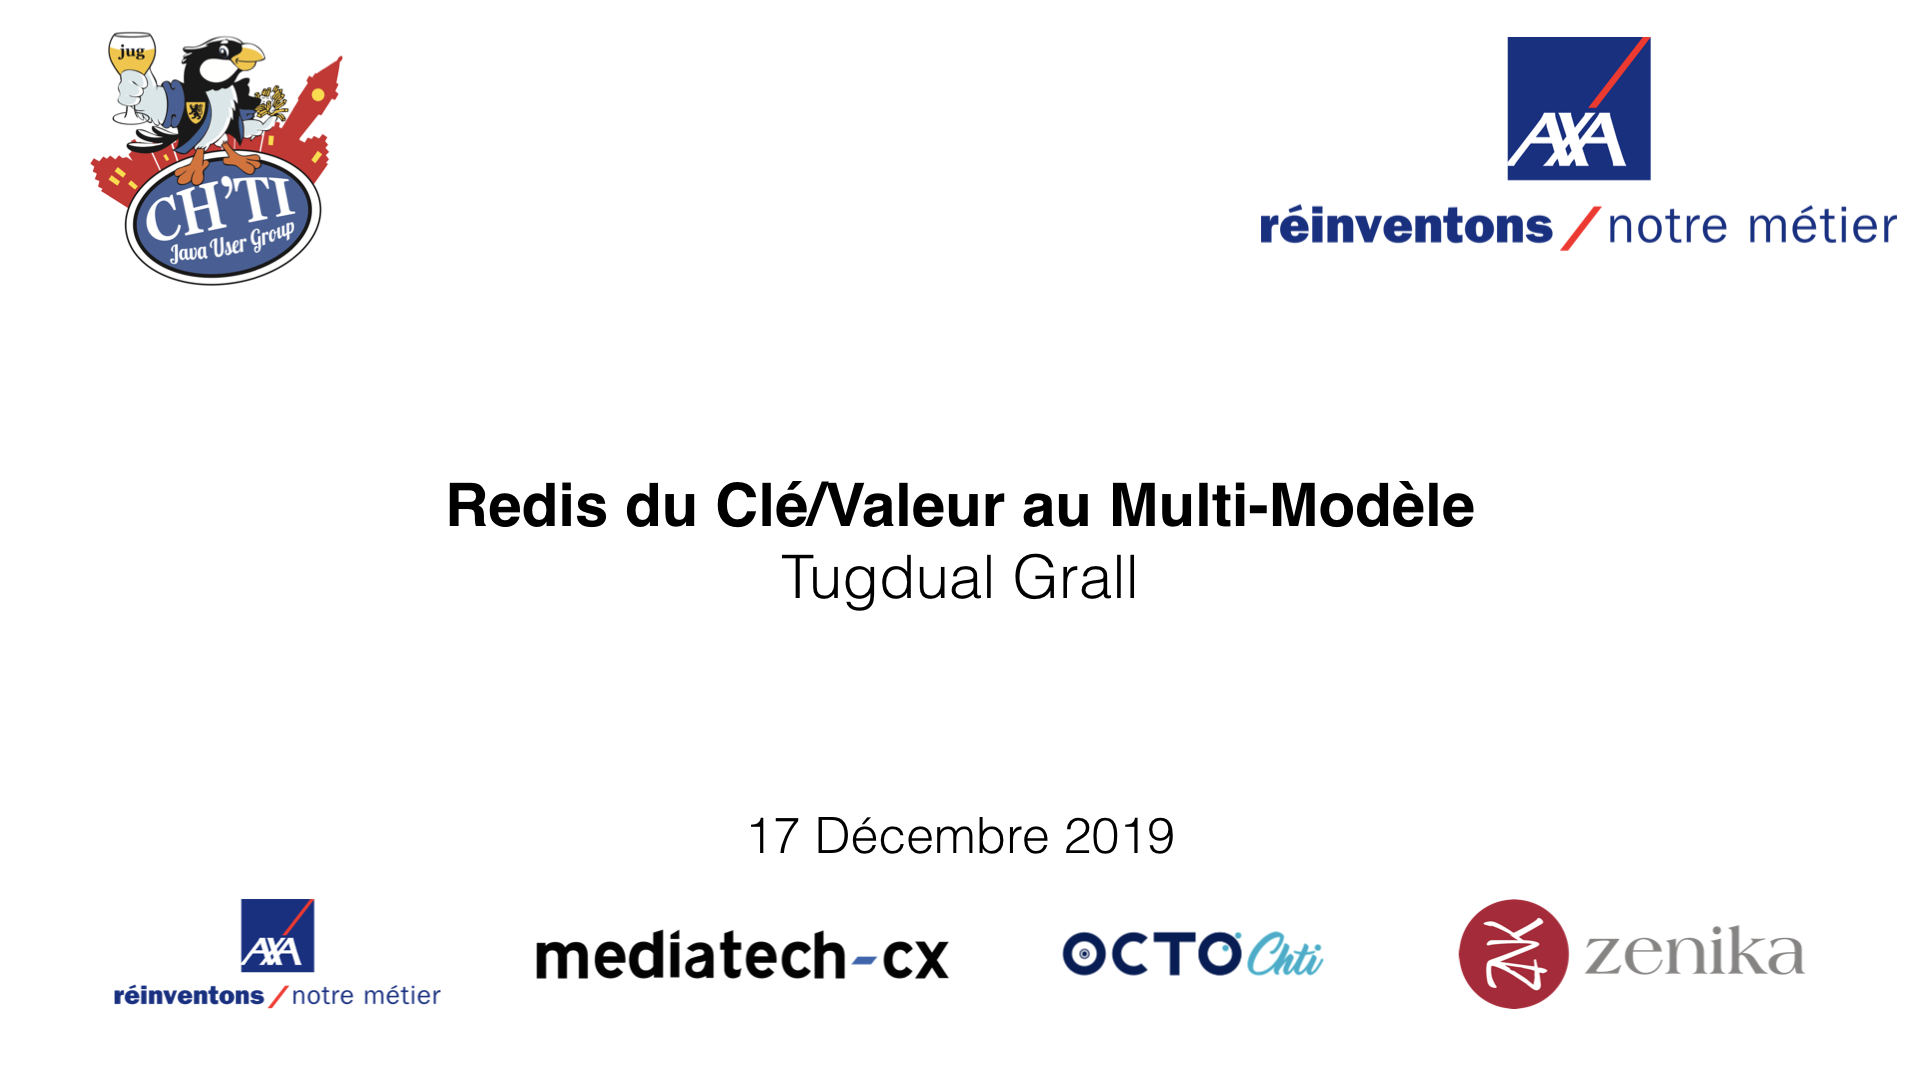 jug
CH'TI
Java User Group
AXA
réinventons / notre métier
Redis du Clé/Valeur au Multi-Modèle
Tugdual Grall
17 Décembre 2019
AXA
réinventons / notre métier
mediatech-cx
OCTO Chti
zenika